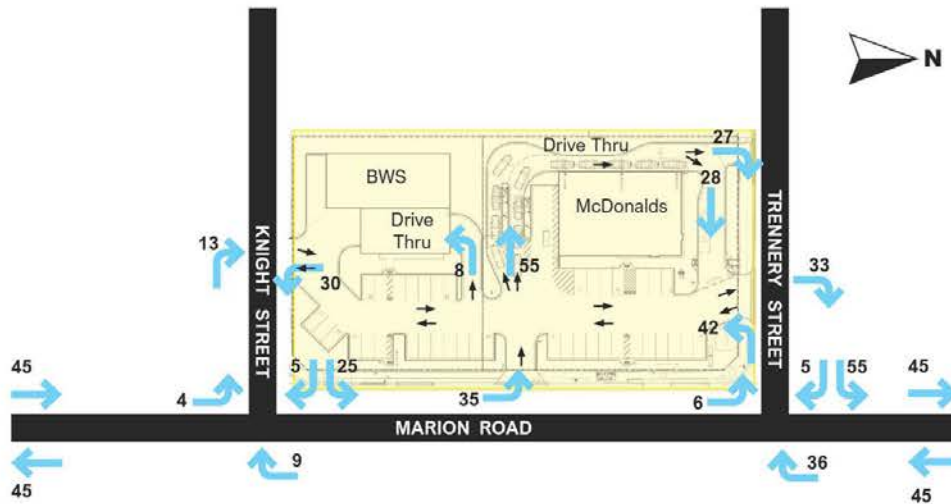 N
27
Drive Thru
28
BWS
McDonalds
Drive
Thru
KNIGHT STREET
TRENNERY STREET
13
30
8
55
33
42
45
5
25
5
55
45
4
35
6
MARION ROAD
9
36
45
45